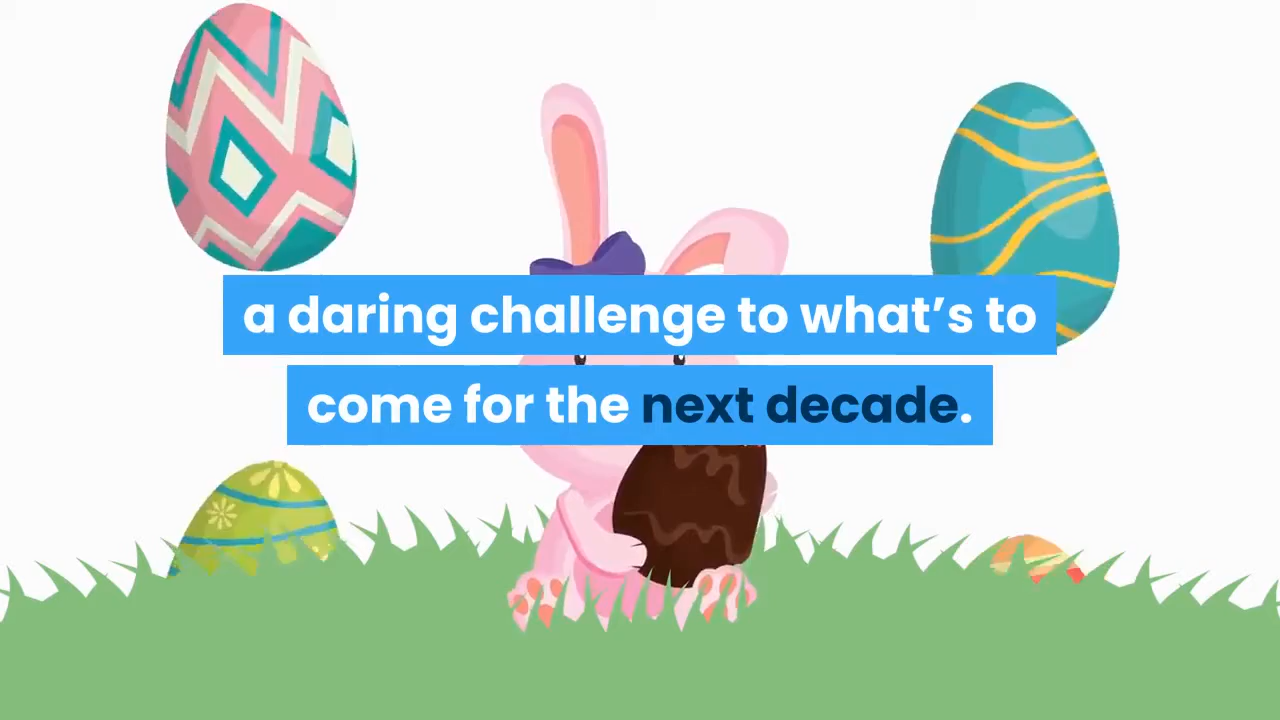 a daring challenge to what’s to
come for the next decade.